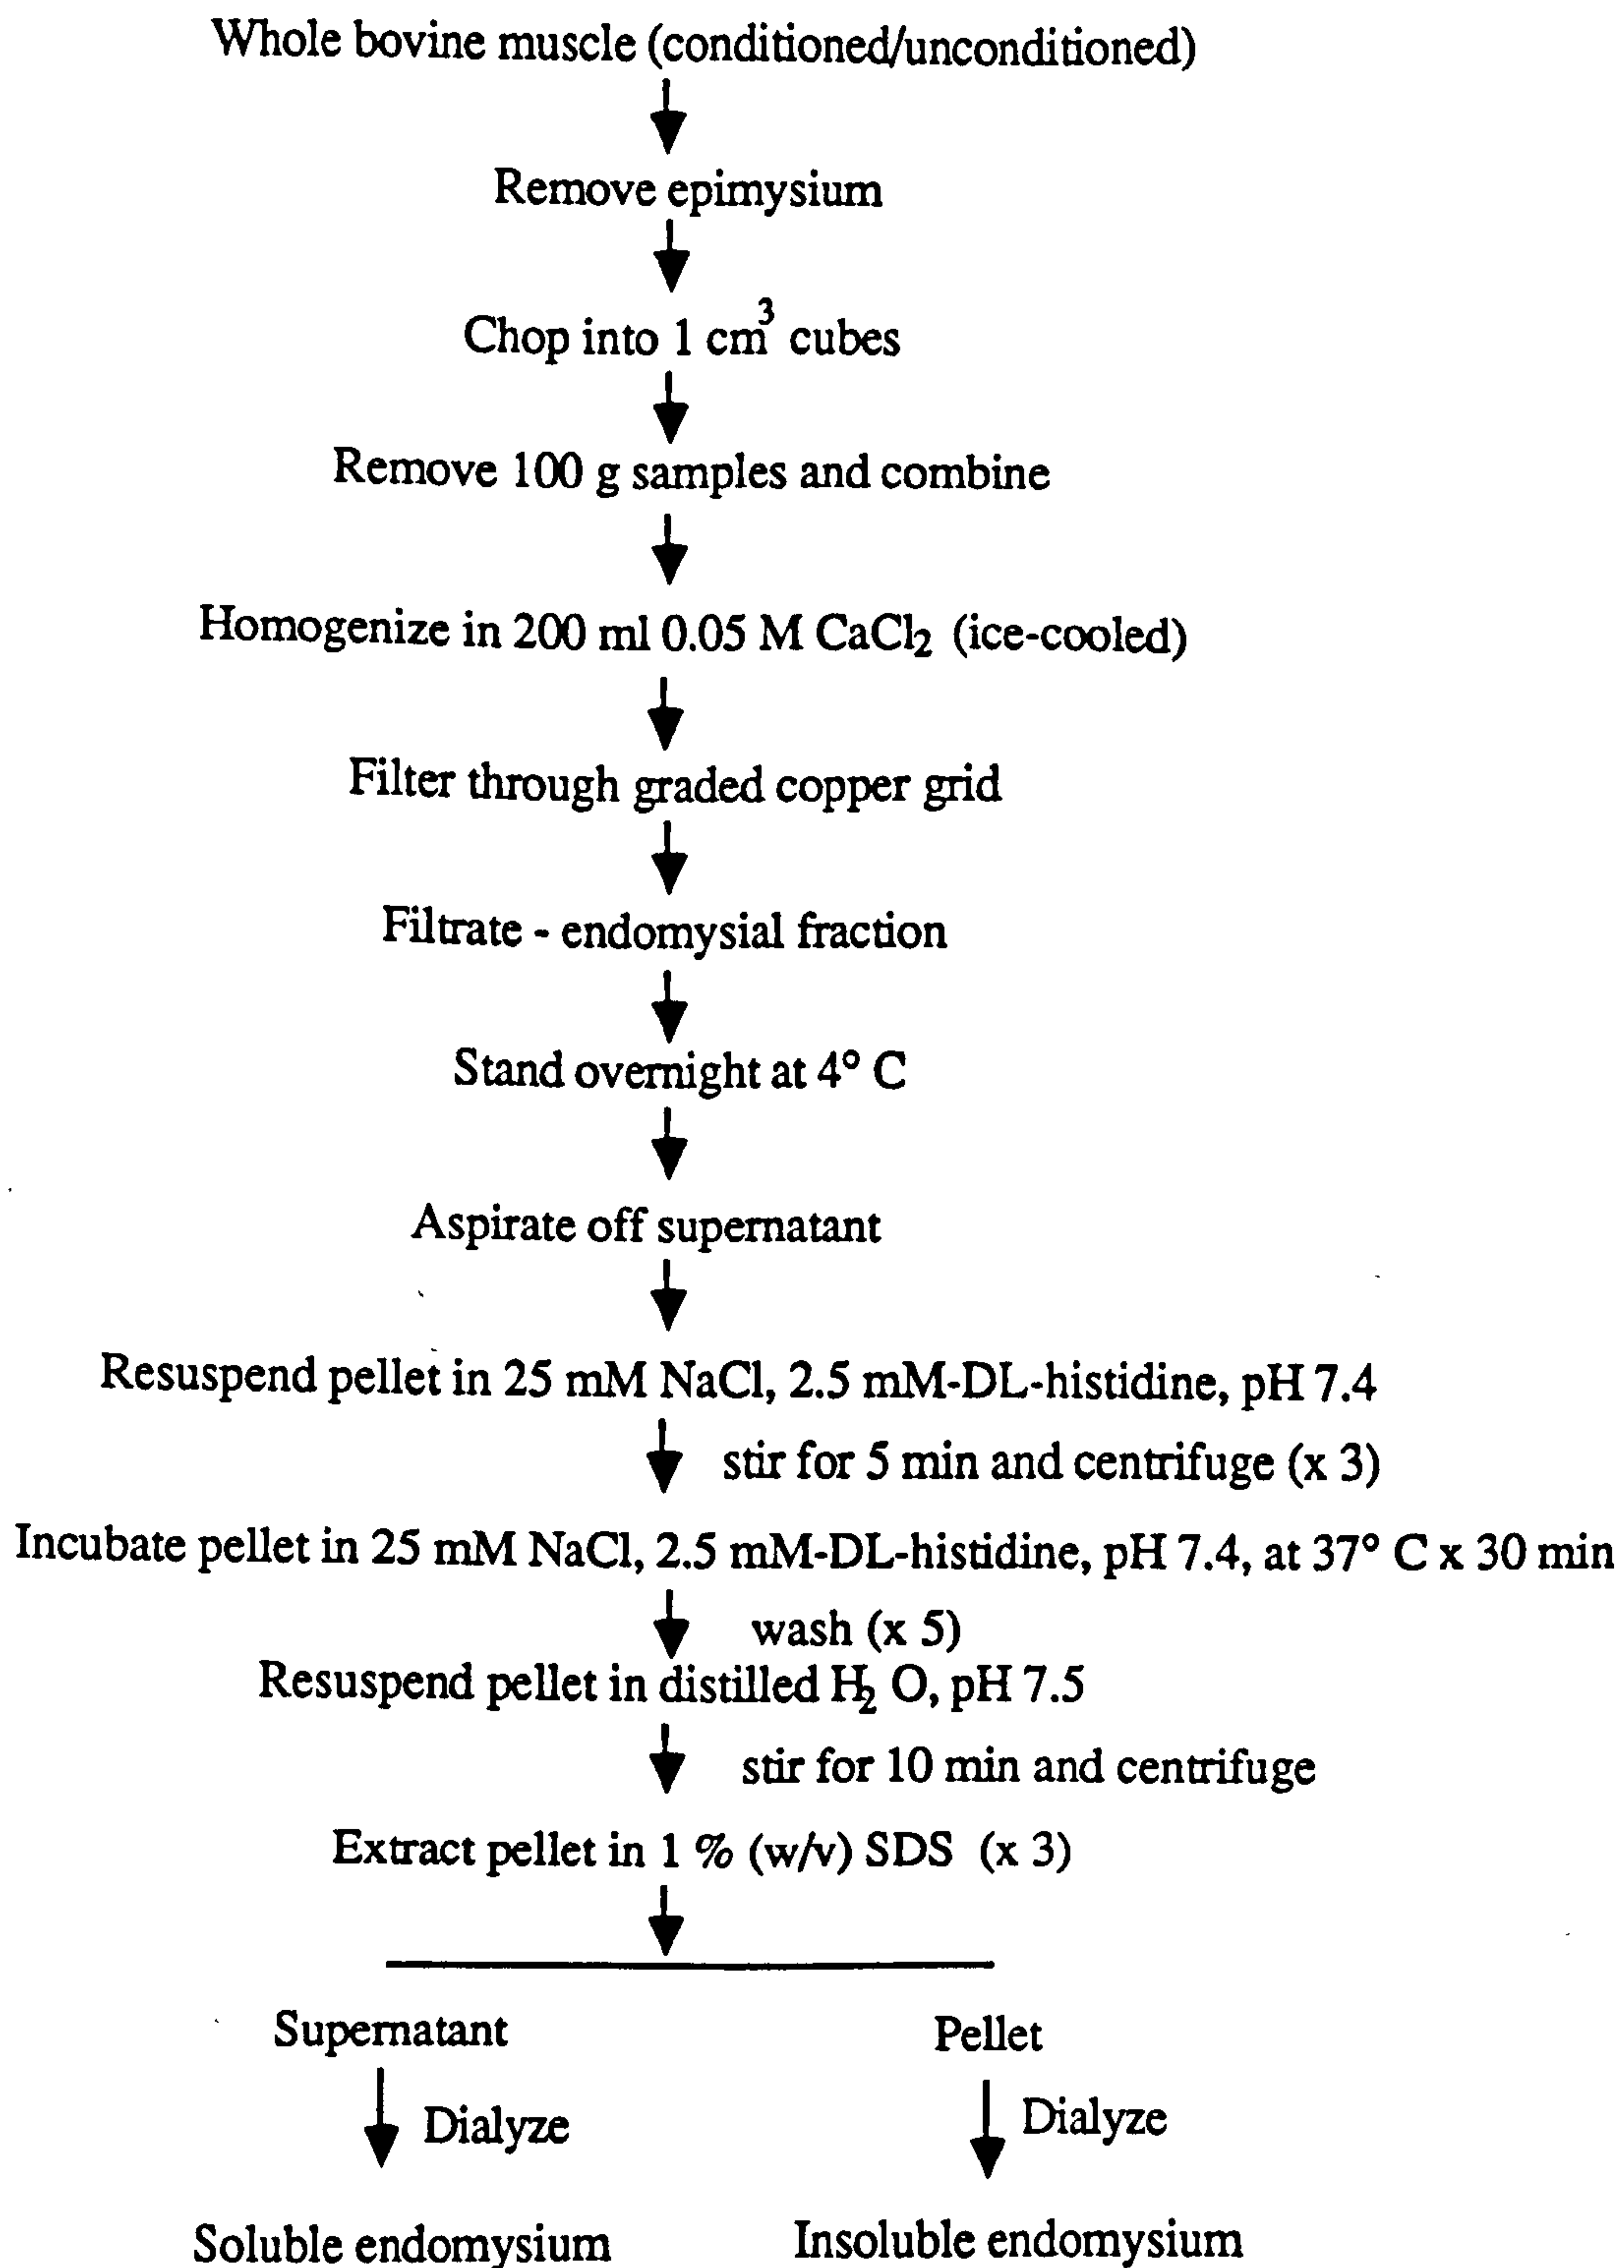 Whole bovine muscle (conditioned/unconditioned)
Remove epimysium
Chop into 1 cm³ cubes
Remove 100 g samples and combine
Homogenize in 200 ml 0.05 M CaCl₂ (ice-cooled)
Filter through graded copper grid
Filtrate - endomysial fraction
Stand overnight at 4° C
Aspirate off supernatant
Resuspend pellet in 25 mM NaCl, 2.5 mM-DL-histidine, pH 7.4
stir for 5 min and centrifuge (x 3)
Incubate pellet in 25 mM NaCl, 2.5 mM-DL-histidine, pH 7.4, at 37° C x 30 min
wash (x 5)
Resuspend pellet in distilled H₂ O, pH 7.5
stir for 10 min and centrifuge
Extract pellet in 1 % (w/v) SDS (x 3)
Supernatant
Pellet
Dialyze
Dialyze
Soluble endomysium
Insoluble endomysium